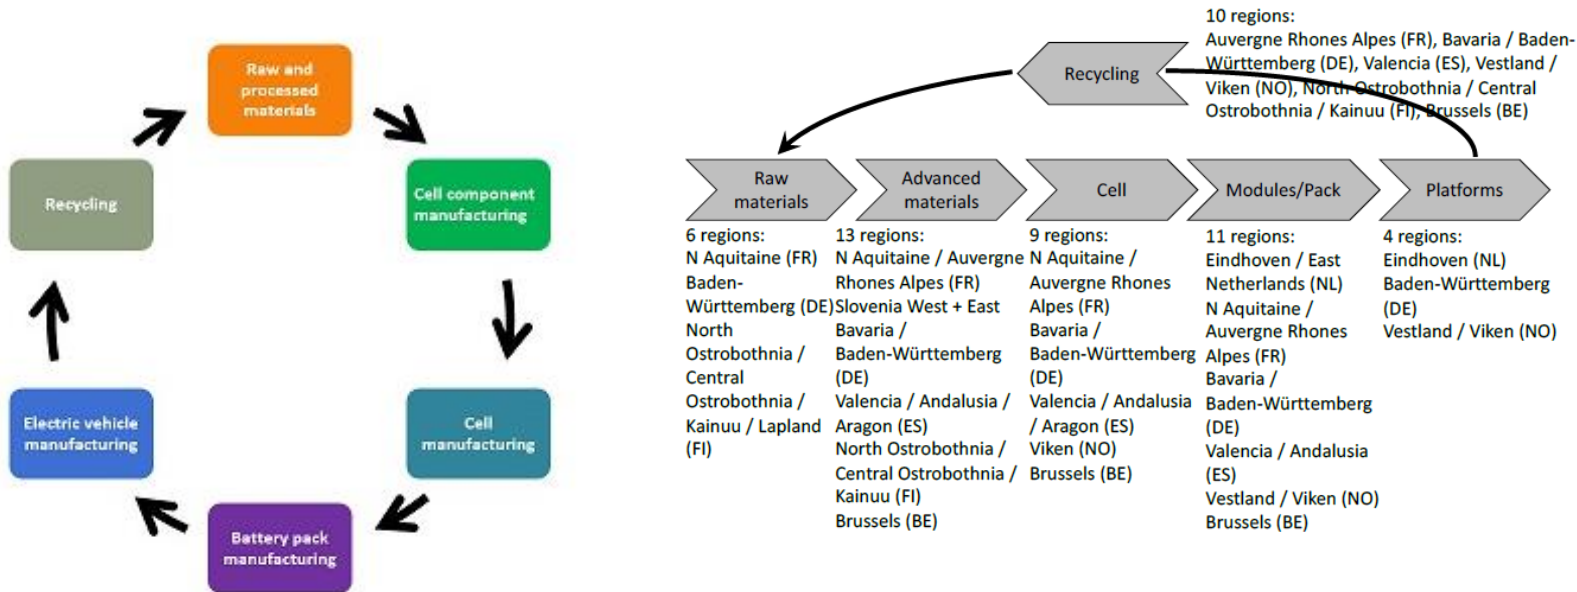 Raw and
processed
materials
Cell component
manufacturing
Cell
manufacturing
Battery pack
manufacturing
Electric vehicle
manufacturing
Recycling
10 regions:
Auvergne Rhones Alpes (FR), Bavaria / Baden-
Württemberg (DE), Valencia (ES), Vestland /
Viken (NO), North Ostrobothnia / Central
Ostrobothnia / Kainuu (FI), Brussels (BE)
Recycling
Raw
materials
6 regions:
N Aquitaine (FR)
Baden-
Württemberg (DE)
North
Ostrobothnia /
Central
Ostrobothnia /
Kainuu / Lapland
(FI)
Advanced
materials
13 regions:
N Aquitaine / Auvergne
Rhones Alpes (FR)
Slovenia West + East
Bavaria /
Baden-Württemberg
(DE)
Valencia / Andalusia /
Aragon (ES)
North Ostrobothnia /
Central Ostrobothnia /
Kainuu (FI)
Brussels (BE)
Cell
9 regions:
N Aquitaine /
Auvergne Rhones
Alpes (FR)
Bavaria /
Baden-Württemberg
(DE)
Valencia / Andalusia
/ Aragon (ES)
Viken (NO)
Brussels (BE)
Modules/Pack
11 regions:
Eindhoven / East
Netherlands (NL)
N Aquitaine /
Auvergne Rhones
Alpes (FR)
Bavaria /
Baden-Württemberg
(DE)
Valencia / Andalusia
(ES)
Vestland / Viken (NO)
Brussels (BE)
Platforms
4 regions:
Eindhoven (NL)
Baden-Württemberg
(DE)
Vestland / Viken (NO)